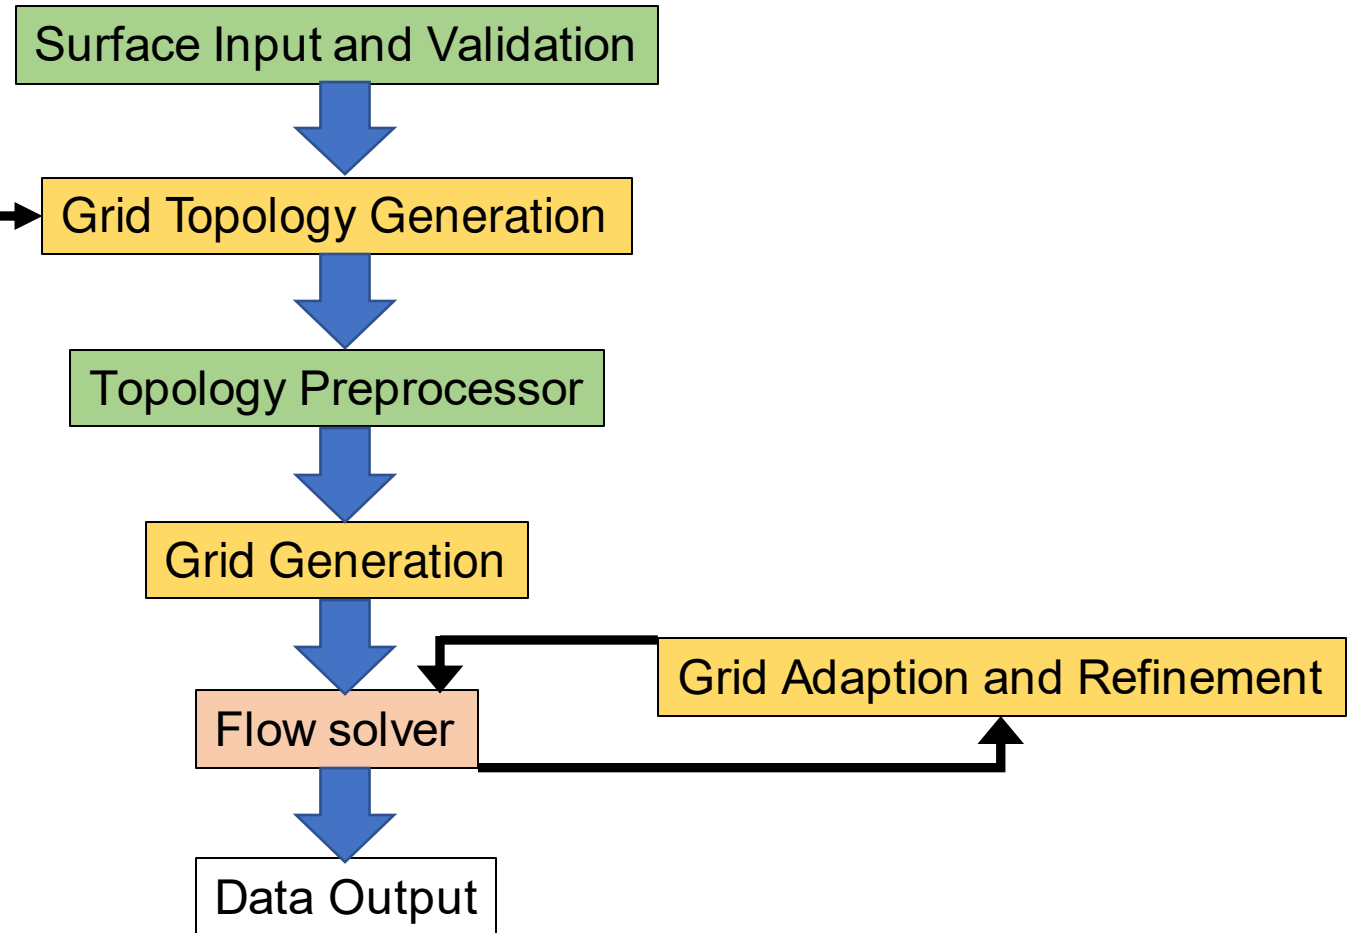 Surface Input and Validation
Grid Topology Generation
Topology Preprocessor
Grid Generation
Grid Adaption and Refinement
Flow solver
Data Output